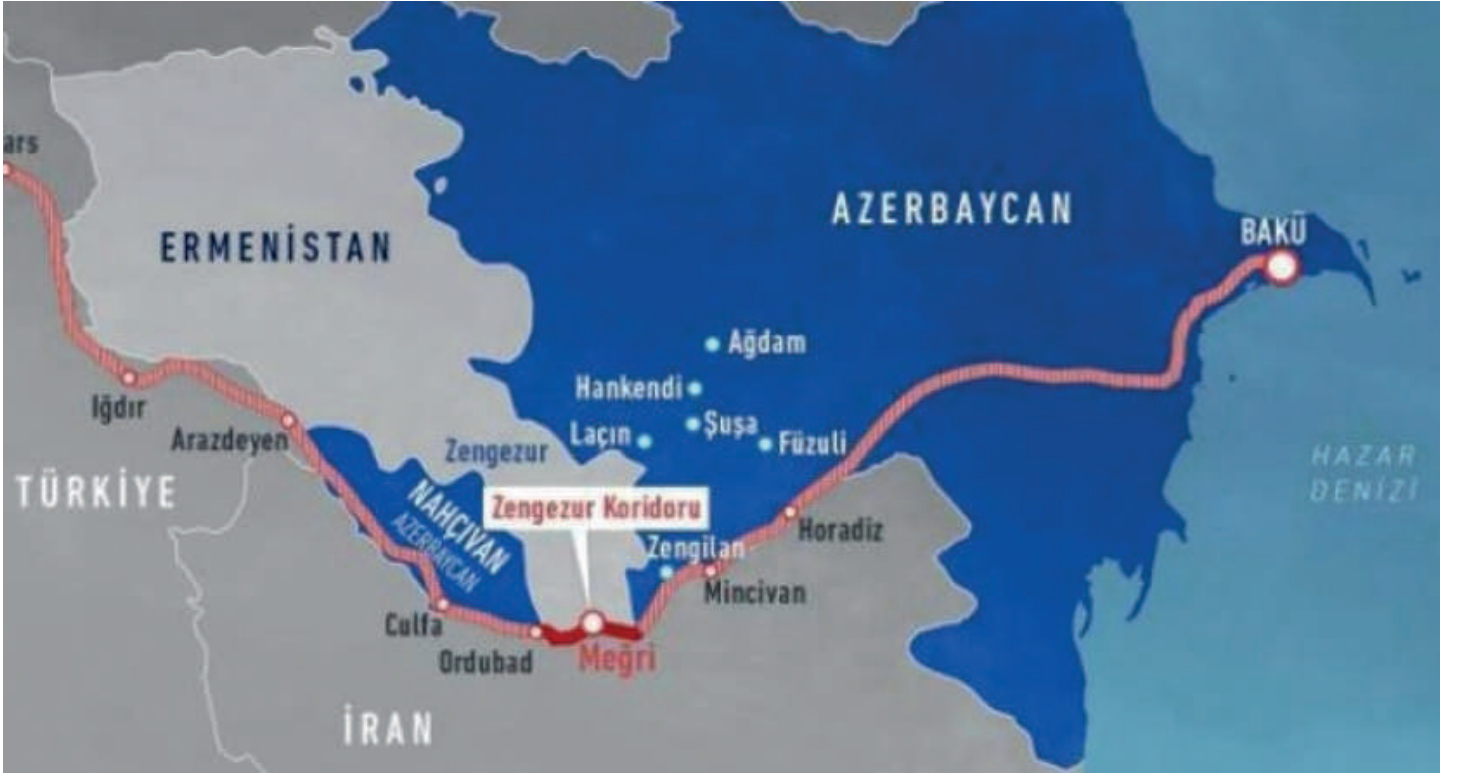 ars
ERMENİSTAN
AZERBAYCAN
BAKÜ
Ağdam
Hankendi
Şuşa
Laçın
Füzuli
Iğdır
Arazdeyen
Zengezur
HAZAR
DENİZİ
TÜRKİYE
NAHÇIVAN
AZERBAYCAN
Zengezur Koridoru
Zengilan
Horadiz
Mincivan
Culfa
Ordubad
Meğri
İRAN